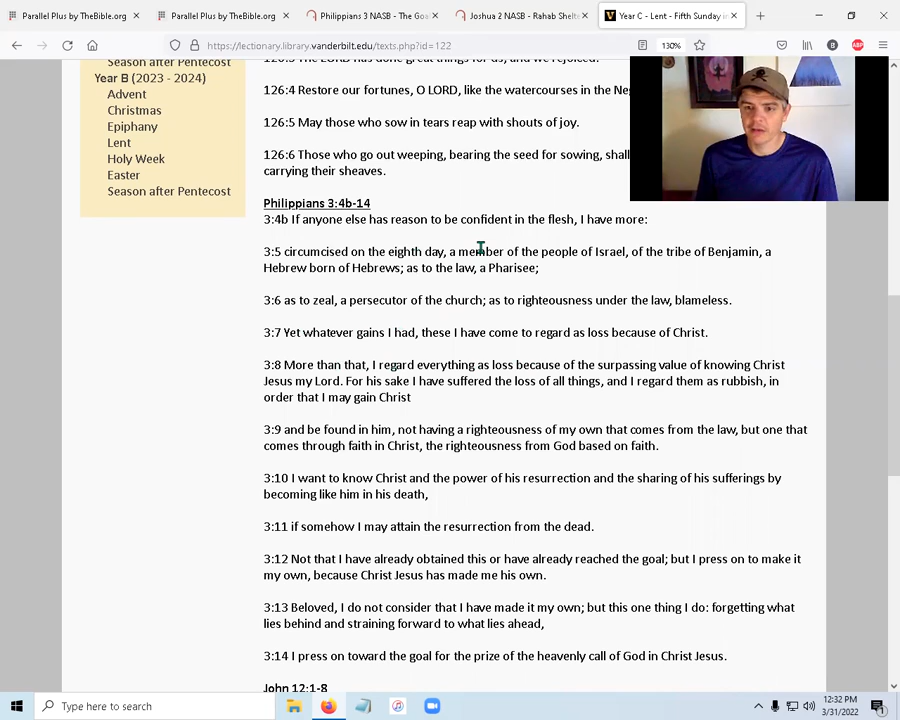 Parallel Plus by TheBible.org
Parallel Plus by TheBible.org
Philippians 3 NASB - The Goa
Joshua 2 NASB - Rahab Shelte
Year C - Lent - Fifth Sunday in
https://lectionary.library.vanderbilt.edu/texts.php?id=122
130%
B
ABP
Season after Pentecost
Year B (2023 - 2024)
Advent
Christmas
Epiphany
Lent
Holy Week
Easter
Season after Pentecost
126:3 The LORD has done great things for us, and we rejoiced.
126:4 Restore our fortunes, O LORD, like the watercourses in the Ne
126:5 May those who sow in tears reap with shouts of joy.
126:6 Those who go out weeping, bearing the seed for sowing, shall
carrying their sheaves.
Philippians 3:4b-14
3:4b If anyone else has reason to be confident in the flesh, I have more:
3:5 circumcised on the eighth day, a member of the people of Israel, of the tribe of Benjamin, a
Hebrew born of Hebrews; as to the law, a Pharisee;
3:6 as to zeal, a persecutor of the church; as to righteousness under the law, blameless.
3:7 Yet whatever gains I had, these I have come to regard as loss because of Christ.
3:8 More than that, I regard everything as loss because of the surpassing value of knowing Christ
Jesus my Lord. For his sake I have suffered the loss of all things, and I regard them as rubbish, in
order that I may gain Christ
3:9 and be found in him, not having a righteousness of my own that comes from the law, but one that
comes through faith in Christ, the righteousness from God based on faith.
3:10 I want to know Christ and the power of his resurrection and the sharing of his sufferings by
becoming like him in his death,
3:11 if somehow I may attain the resurrection from the dead.
3:12 Not that I have already obtained this or have already reached the goal; but I press on to make it
my own, because Christ Jesus has made me his own.
3:13 Beloved, I do not consider that I have made it my own; but this one thing I do: forgetting what
lies behind and straining forward to what lies ahead,
3:14 I press on toward the goal for the prize of the heavenly call of God in Christ Jesus.
John 12:1-8
Type here to search
12:32 PM
3/31/2022
1